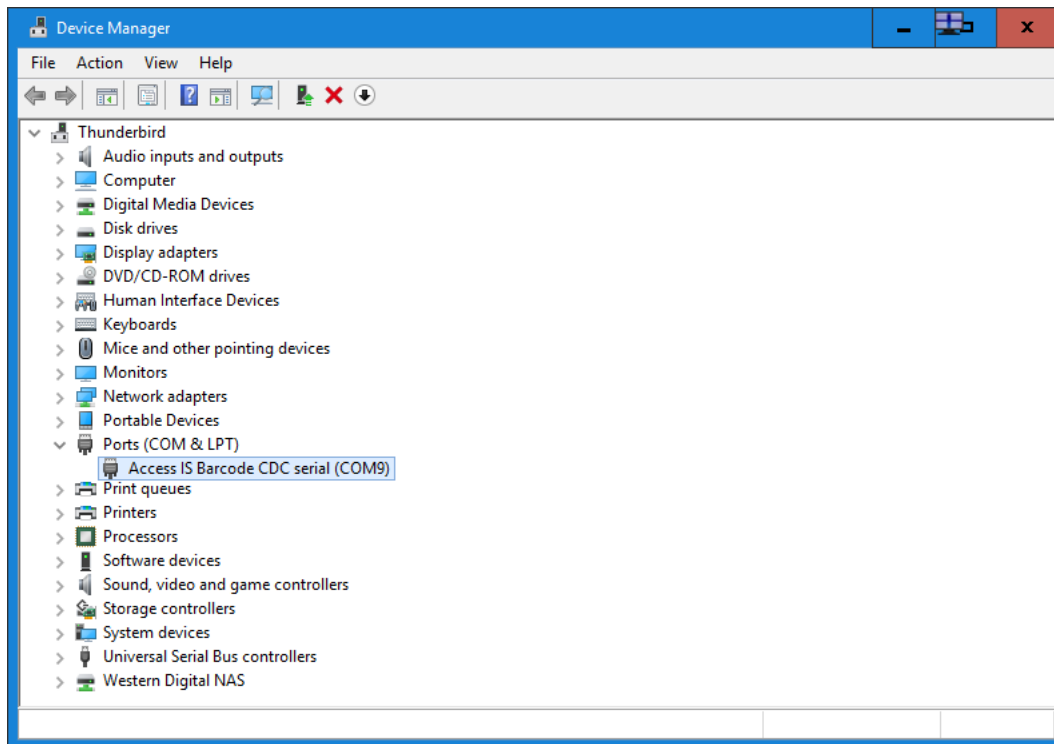 Device Manager
File Action View Help
Thunderbird
Audio inputs and outputs
Computer
Digital Media Devices
Disk drives
Display adapters
DVD/CD-ROM drives
Human Interface Devices
Keyboards
Mice and other pointing devices
Monitors
Network adapters
Portable Devices
Ports (COM & LPT)
Access IS Barcode CDC serial (COM9)
Print queues
Printers
Processors
Software devices
Sound, video and game controllers
Storage controllers
System devices
Universal Serial Bus controllers
Western Digital NAS